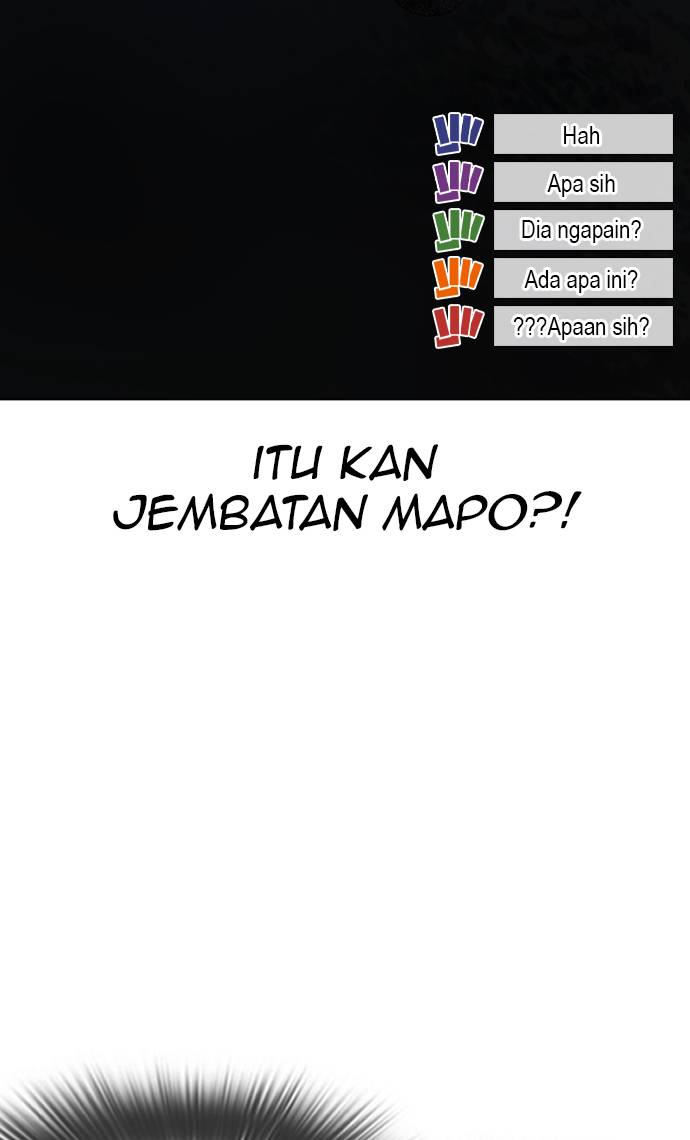 Hah
Apa sih
Dia ngapain?
Ada apa ini?
???Apaan sih?
ITU KAN
JEMBATAN MAPO?!